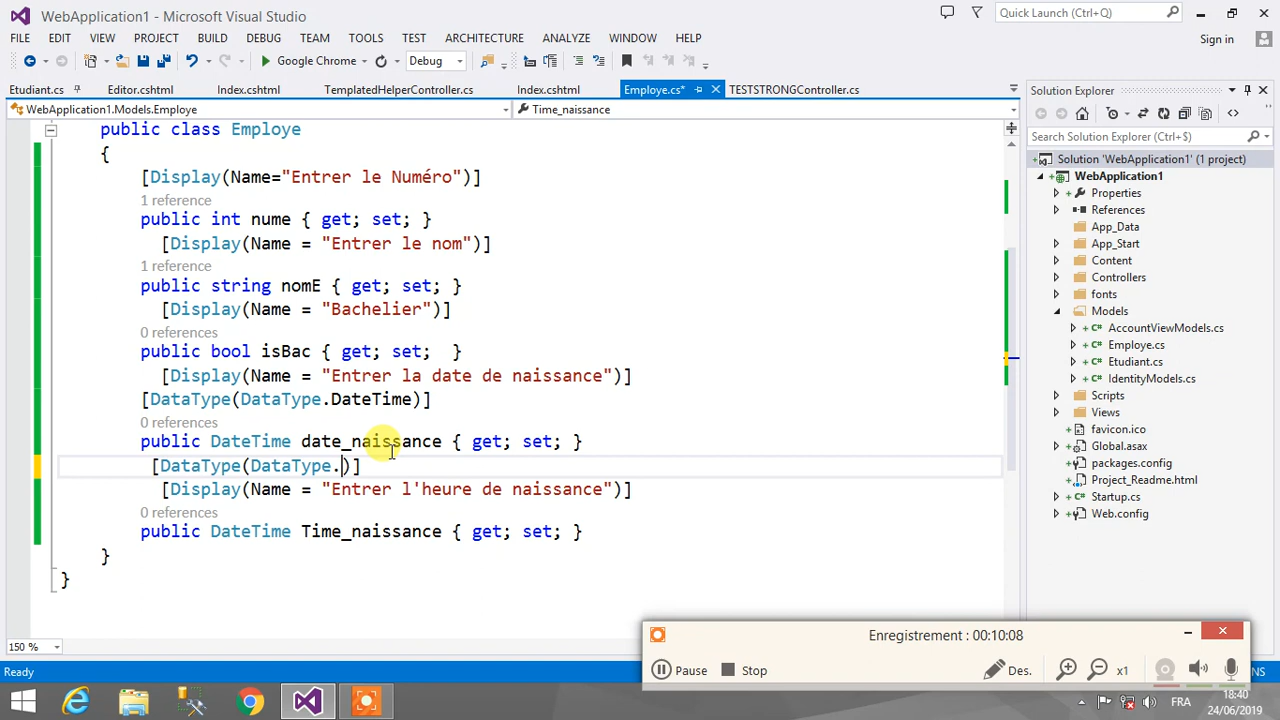 WebApplication1 - Microsoft Visual Studio
Quick Launch (Ctrl+Q)
FILE EDIT VIEW PROJECT BUILD DEBUG TEAM TOOLS TEST ARCHITECTURE ANALYZE WINDOW HELP
Sign in
Google Chrome Debug
Etudiant.cs Editor.cshtml Index.cshtml TemplatedHelperController.cs Index.cshtml Employe.cs* TESTSTRONGController.cs
WebApplication1.Models.Employe Time_naissance
public class Employe
{
[Display(Name="Entrer le Numéro")]
1 reference
public int nume { get; set; }
[Display(Name = "Entrer le nom")]
1 reference
public string nomE { get; set; }
[Display(Name = "Bachelier")]
0 references
public bool isBac { get; set; }
[Display(Name = "Entrer la date de naissance")]
[DataType(DataType.DateTime)]
0 references
public DateTime date_naissance { get; set; }
[DataType(DataType.)]
[Display(Name = "Entrer l'heure de naissance")]
0 references
public DateTime Time_naissance { get; set; }
}
}
150 %
Ready
Solution Explorer
Search Solution Explorer (Ctrl+$)
Solution 'WebApplication1' (1 project)
WebApplication1
Properties
References
App_Data
App_Start
Content
Controllers
fonts
Models
AccountViewModels.cs
Employe.cs
Etudiant.cs
IdentityModels.cs
Scripts
Views
favicon.ico
Global.asax
packages.config
Project_Readme.html
Startup.cs
Web.config
Enregistrement : 00:10:08
Pause Stop Des. x1
NS
FRA
18:40
24/06/2019